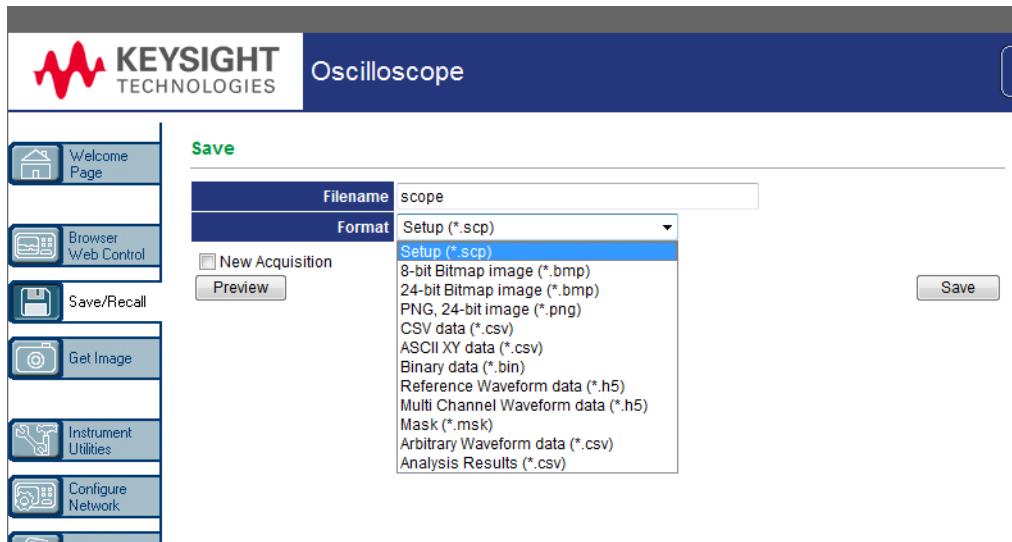 KEYSIGHT
TECHNOLOGIES
Oscilloscope
Welcome
Page
Browser
Web Control
Save/Recall
Get Image
Instrument
Utilities
Configure
Network
Save
Filename
scope
Format
Setup (*.scp)
Setup (*.scp)
8-bit Bitmap image (*.bmp)
24-bit Bitmap image (*.bmp)
PNG, 24-bit image (*.png)
CSV data (*.csv)
ASCII XY data (*.csv)
Binary data (*.bin)
Reference Waveform data (*.h5)
Multi Channel Waveform data (*.h5)
Mask (*.msk)
Arbitrary Waveform data (*.csv)
Analysis Results (*.csv)
New Acquisition
Preview
Save